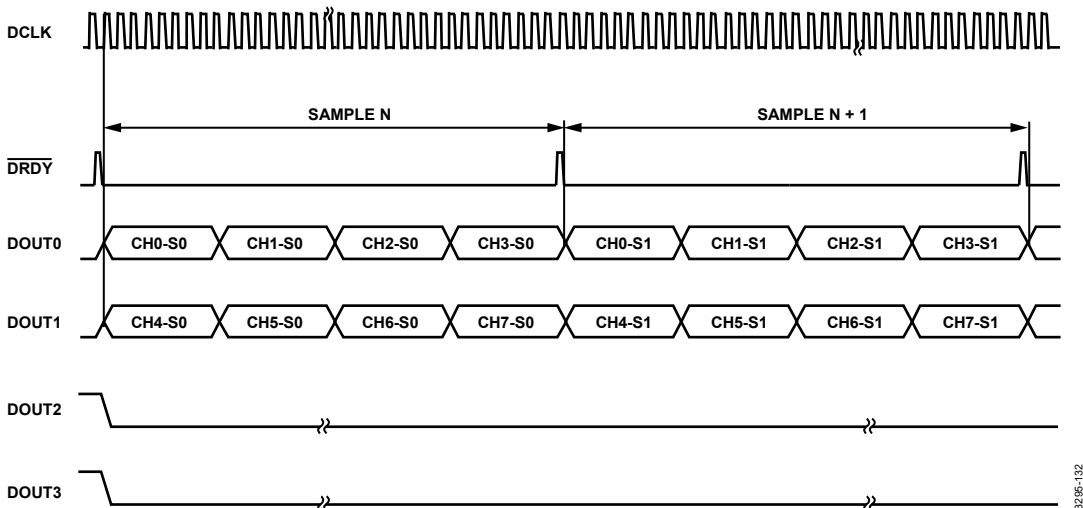 DCLK
SAMPLE N
SAMPLE N + 1
DRDY
DOUT0
CH0-S0
CH1-S0
CH2-S0
CH3-S0
CH0-S1
CH1-S1
CH2-S1
CH3-S1
DOUT1
CH4-S0
CH5-S0
CH6-S0
CH7-S0
CH4-S1
CH5-S1
CH6-S1
CH7-S1
DOUT2
DOUT3
3295-132